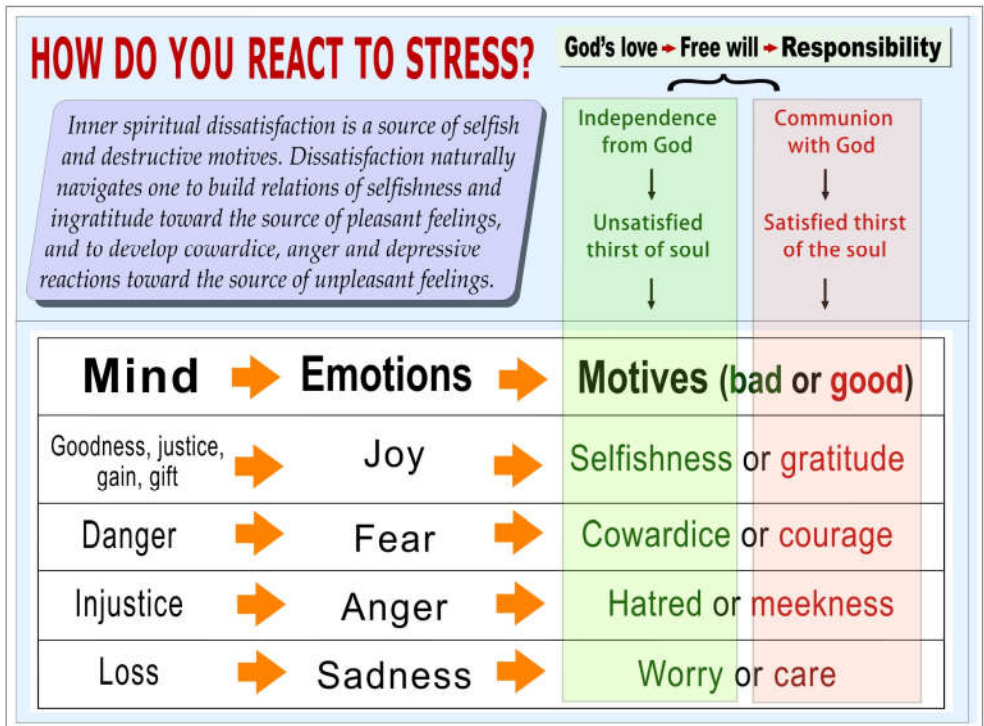 HOW DO YOU REACT TO STRESS?
God's love → Free will → Responsibility
Inner spiritual dissatisfaction is a source of selfish
and destructive motives. Dissatisfaction naturally
navigates one to build relations of selfishness and
ingratitude toward the source of pleasant feelings,
and to develop cowardice, anger and depressive
reactions toward the source of unpleasant feelings.
Independence
from God
Unsatisfied
thirst of soul
Communion
with God
Satisfied thirst
of the soul
Mind Emotions Motives (bad or good)
Goodness, justice,
gain, gift
Joy Selfishness or gratitude
Danger Fear Cowardice or courage
Injustice Anger Hatred or meekness
Loss Sadness Worry or care